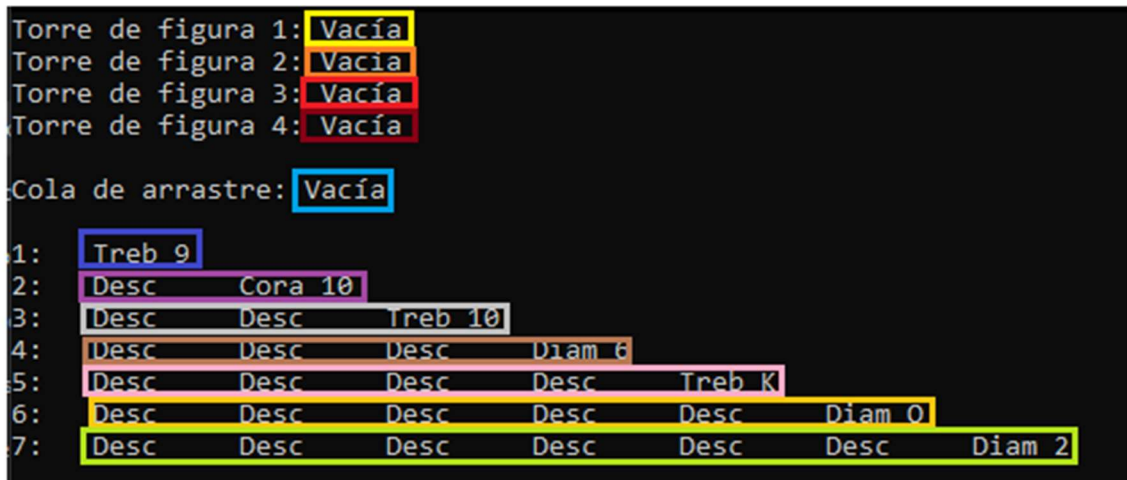 Torre de figura 1: Vacía
Torre de figura 2: Vacía
Torre de figura 3: Vacía
Torre de figura 4: Vacía
Cola de arrastre: Vacía
1: Treb 9
2: Desc Cora 10
3: Desc Desc Treb 10
4: Desc Desc Desc Diam 6
5: Desc Desc Desc Desc Treb K
6: Desc Desc Desc Desc Desc Diam Q
7: Desc Desc Desc Desc Desc Desc Diam 2